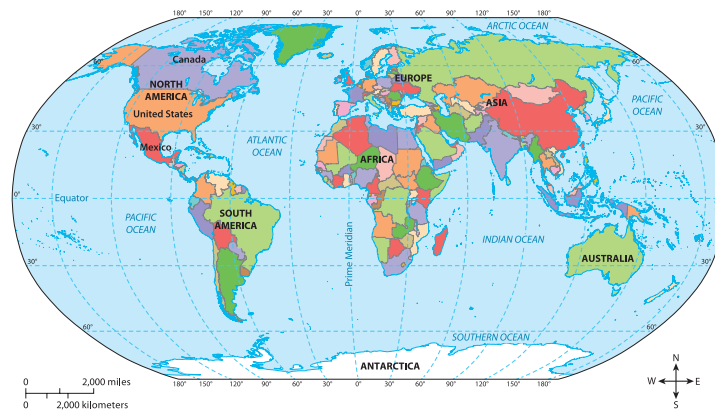 180° 150° 120° 90° 60° 30° 0° 30° 60° 90° 120° 150° 180°
ARCTIC OCEAN
60°
60°
Canada
EUROPE
NORTH
AMERICA
ASIA
PACIFIC
OCEAN
United States
30°
30°
ATLANTIC
OCEAN
Mexico
AFRICA
0°
Equator
0°
SOUTH
AMERICA
PACIFIC
OCEAN
Prime Meridian
INDIAN OCEAN
AUSTRALIA
30°
30°
60°
60°
SOUTHERN OCEAN
ANTARCTICA
180° 150° 120° 90° 60° 30° 0° 30° 60° 90° 120° 150° 180°
0 2,000 miles
0 2,000 kilometers
N
W E
S